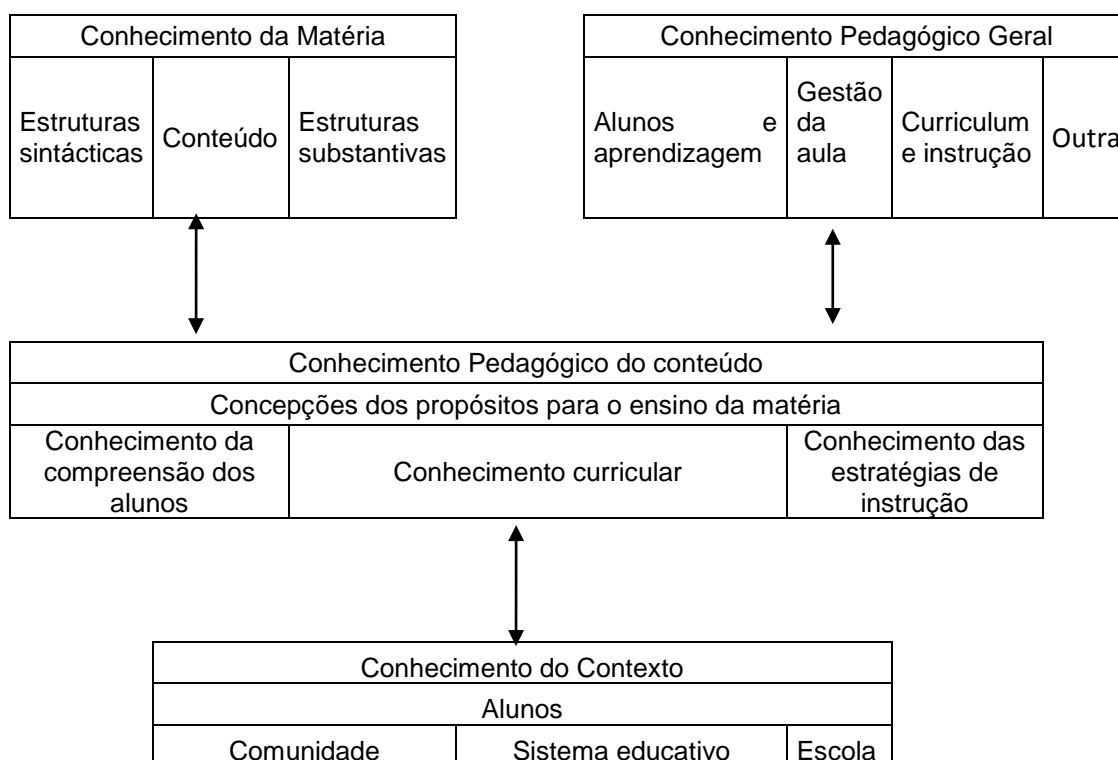 Conhecimento da Matéria
Estruturas
sintácticas
Conteúdo
Estruturas
substantivas
Conhecimento Pedagógico Geral
Alunos e
aprendizagem
Gestão
da
aula
Curriculum
e instrução
Outra
Conhecimento Pedagógico do conteúdo
Concepções dos propósitos para o ensino da matéria
Conhecimento da
compreensão dos
alunos
Conhecimento curricular
Conhecimento das
estratégias de
instrução
Conhecimento do Contexto
Alunos
Comunidade
Sistema educativo
Escola